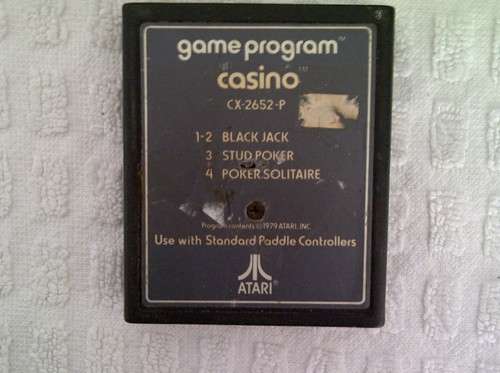 game program™
casino™
CX-2652-P
1-2 BLACK JACK
3 STUD POKER
4 POKER SOLITAIRE
Program contents © 1979 ATARI, INC.
Use with Standard Paddle Controllers
ATARI